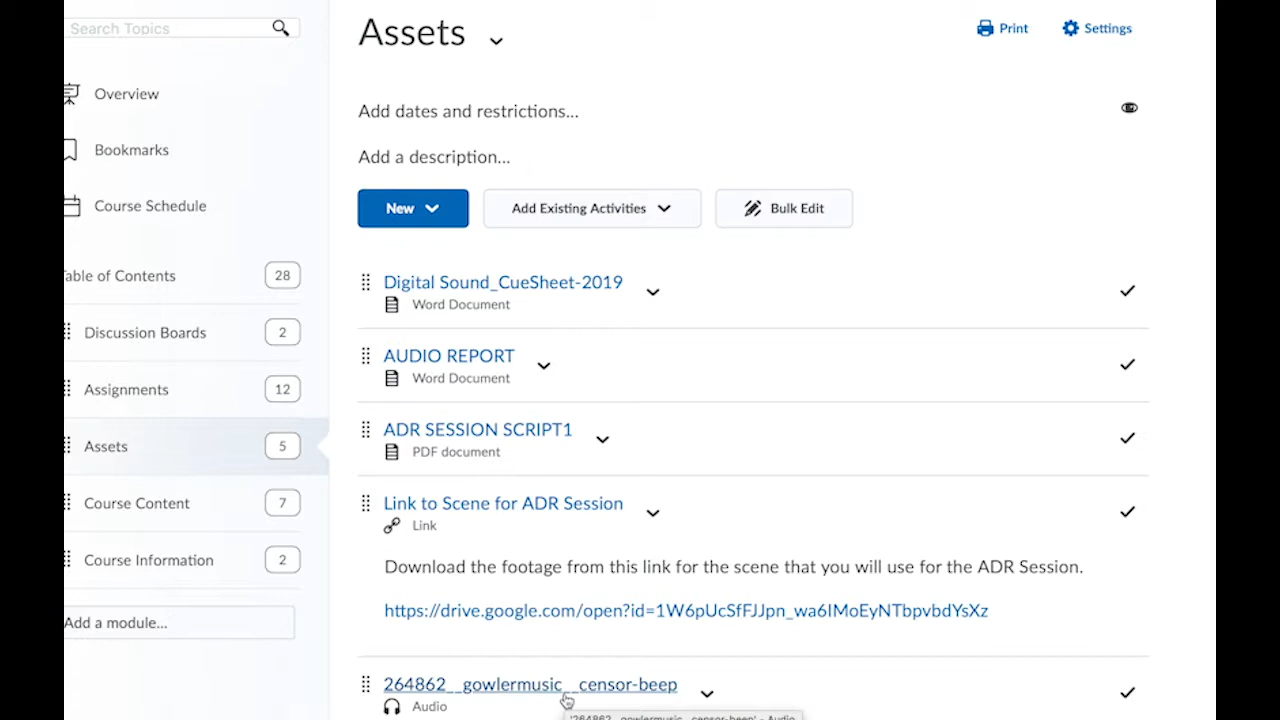 Search Topics
Overview
Bookmarks
Course Schedule
Table of Contents 28
Discussion Boards 2
Assignments 12
Assets 5
Course Content 7
Course Information 2
Add a module...
Assets
Print
Settings
Add dates and restrictions...
Add a description...
New
Add Existing Activities
Bulk Edit
Digital Sound_CueSheet-2019
Word Document
AUDIO REPORT
Word Document
ADR SESSION SCRIPT1
PDF document
Link to Scene for ADR Session
Link
Download the footage from this link for the scene that you will use for the ADR Session.
https://drive.google.com/open?id=1W6pUcSfFJJpn_wa6IMoEyNTbpvbdYsXz
264862__gowlermusic__censor-beep
Audio
'264862__gowlermusic__censor-beep' - Audio